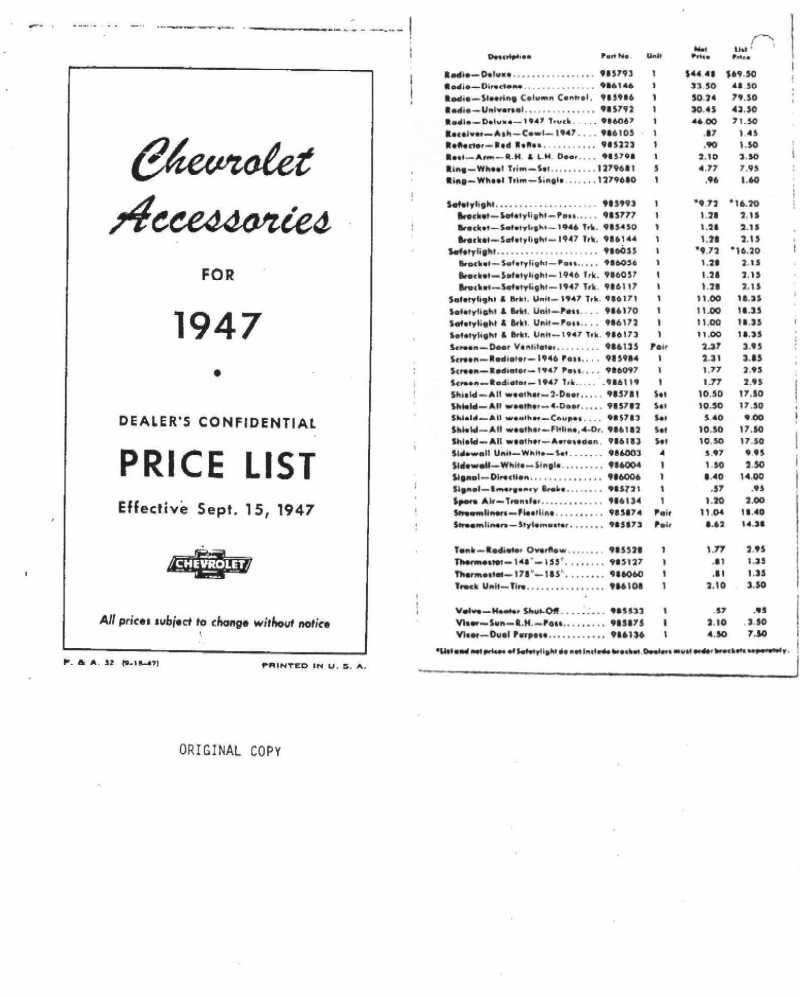 Chevrolet
Accessories
FOR
1947
•
DEALER'S CONFIDENTIAL
PRICE LIST
Effective Sept. 15, 1947
CHEVROLET
All prices subject to change without notice
P. & A. 32 (9-15-47) PRINTED IN U. S. A.
ORIGINAL COPY
Description Part No. Unit Net Price List Price
Radio—Deluxe................. 985793 1 $44.48 $69.50
Radio—Directone............... 986146 1 33.50 48.50
Radio—Steering Column Control. 985986 1 50.24 79.50
Radio—Universal............... 985792 1 30.45 43.50
Radio—Deluxe—1947 Truck..... 986067 1 46.00 71.50
Receiver—Ash—Cowl—1947.... 986105 1 .87 1.45
Reflector—Red Reflex........... 985223 1 .90 1.50
Rest—Arm—R.H. & L.H. Door.... 985798 1 2.10 3.50
Ring—Wheel Trim—Set..........1279681 5 4.77 7.95
Ring—Wheel Trim—Single.......1279680 1 .96 1.60
Safetylight..................... 985993 1 *9.72 *16.20
Bracket—Safetylight—Pass..... 985777 1 1.28 2.15
Bracket—Safetylight—1946 Trk. 985450 1 1.28 2.15
Bracket—Safetylight—1947 Trk. 986144 1 1.28 2.15
Safetylight..................... 986055 1 *9.72 *16.20
Bracket—Safetylight—Pass..... 986056 1 1.28 2.15
Bracket—Safetylight—1946 Trk. 986057 1 1.28 2.15
Bracket—Safetylight—1947 Trk. 986117 1 1.28 2.15
Safetylight & Brkt. Unit—1947 Trk. 986171 1 11.00 18.35
Safetylight & Brkt. Unit—Pass.... 986170 1 11.00 18.35
Safetylight & Brkt. Unit—Pass.... 986172 1 11.00 18.35
Safetylight & Brkt. Unit—1947 Trk. 986173 1 11.00 18.35
Screen—Door Ventilator......... 986135 Pair 2.37 3.95
Screen—Radiator—1946 Pass.... 985984 1 2.31 3.85
Screen—Radiator—1947 Pass.... 986097 1 1.77 2.95
Screen—Radiator—1947 Trk..... 986119 1 1.77 2.95
Shield—All weather—2-Door..... 985781 Set 10.50 17.50
Shield—All weather—4-Door..... 985782 Set 10.50 17.50
Shield—All weather—Coupes.... 985783 Set 5.40 9.00
Shield—All weather—Fltline, 4-Dr. 986182 Set 10.50 17.50
Shield—All weather—Aerosedan. 986183 Set 10.50 17.50
Sidewall Unit—White—Set....... 986003 4 5.97 9.95
Sidewall—White—Single......... 986004 1 1.50 2.50
Signal—Direction............... 986006 1 8.40 14.00
Signal—Emergency Brake........ 985721 1 .57 .95
Spare Air—Transfer............. 986134 1 1.20 2.00
Streamliners—Fleetline.......... 985874 Pair 11.04 18.40
Streamliners—Stylemaster....... 985873 Pair 8.62 14.38
Tank—Radiator Overflow........ 985528 1 1.77 2.95
Thermostat—148°—155°........ 985127 1 .81 1.35
Thermostat—178°—185°........ 986060 1 .81 1.35
Track Unit—Tire................ 986108 1 2.10 3.50
Valve—Heater Shut-Off.......... 985533 1 .57 .95
Visor—Sun—R.H.—Pass......... 985875 1 2.10 3.50
Visor—Dual Purpose............ 986136 1 4.50 7.50
*List and net prices of Safetylight do not include bracket. Dealers must order brackets separately.